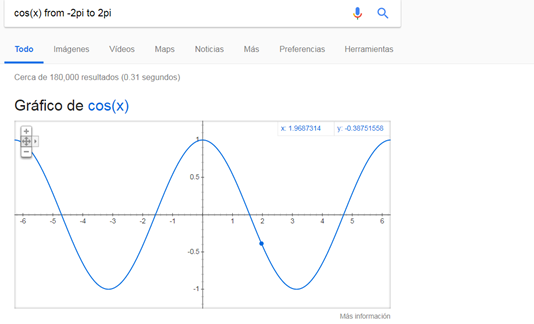 cos(x) from -2pi to 2pi
Todo Imágenes Vídeos Maps Noticias Más Preferencias Herramientas
Cerca de 180,000 resultados (0.31 segundos)
Gráfico de cos(x)
x: 1.9687314 y: -0.38751558
1
0.5
-6 -5 -4 -3 -2 -1 1 2 3 4 5 6
-0.5
-1
Más información